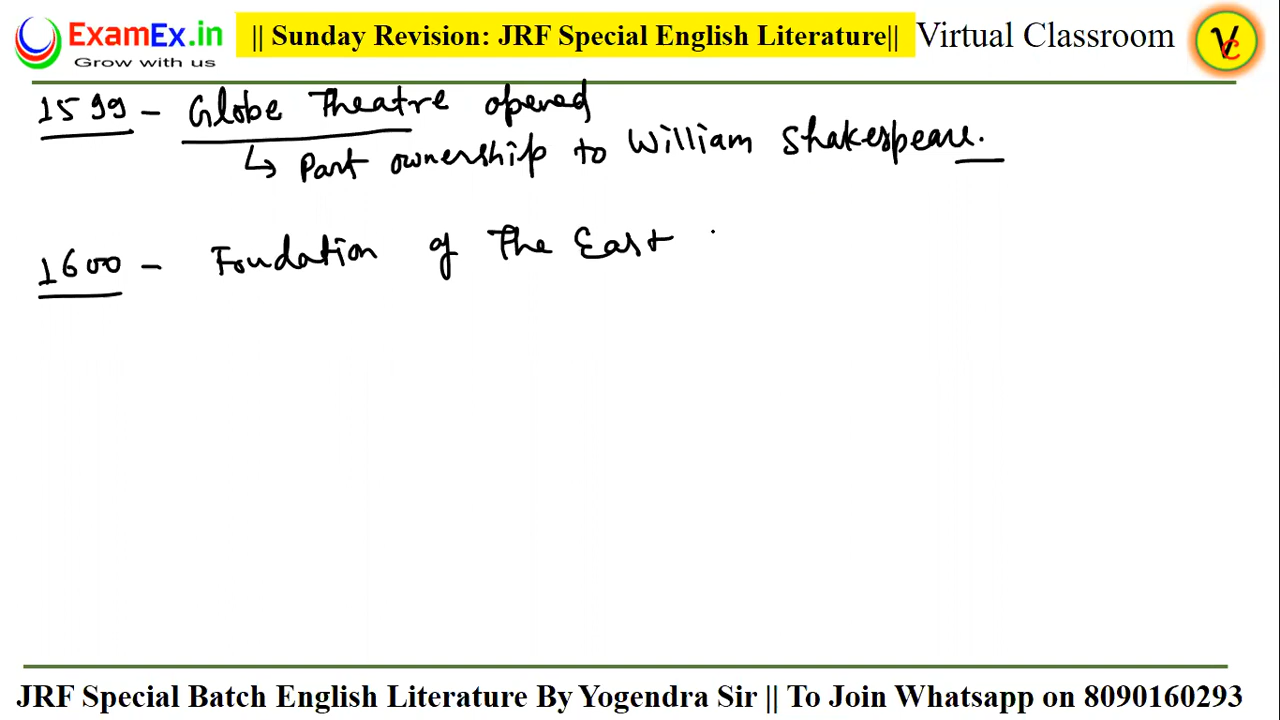 ExamEx.in
Grow with us
|| Sunday Revision: JRF Special English Literature||
Virtual Classroom
VC
1599 - Globe Theatre opened
↳ Part ownership to William Shakespeare.
1600 - Foudation of The East
JRF Special Batch English Literature By Yogendra Sir || To Join Whatsapp on 8090160293